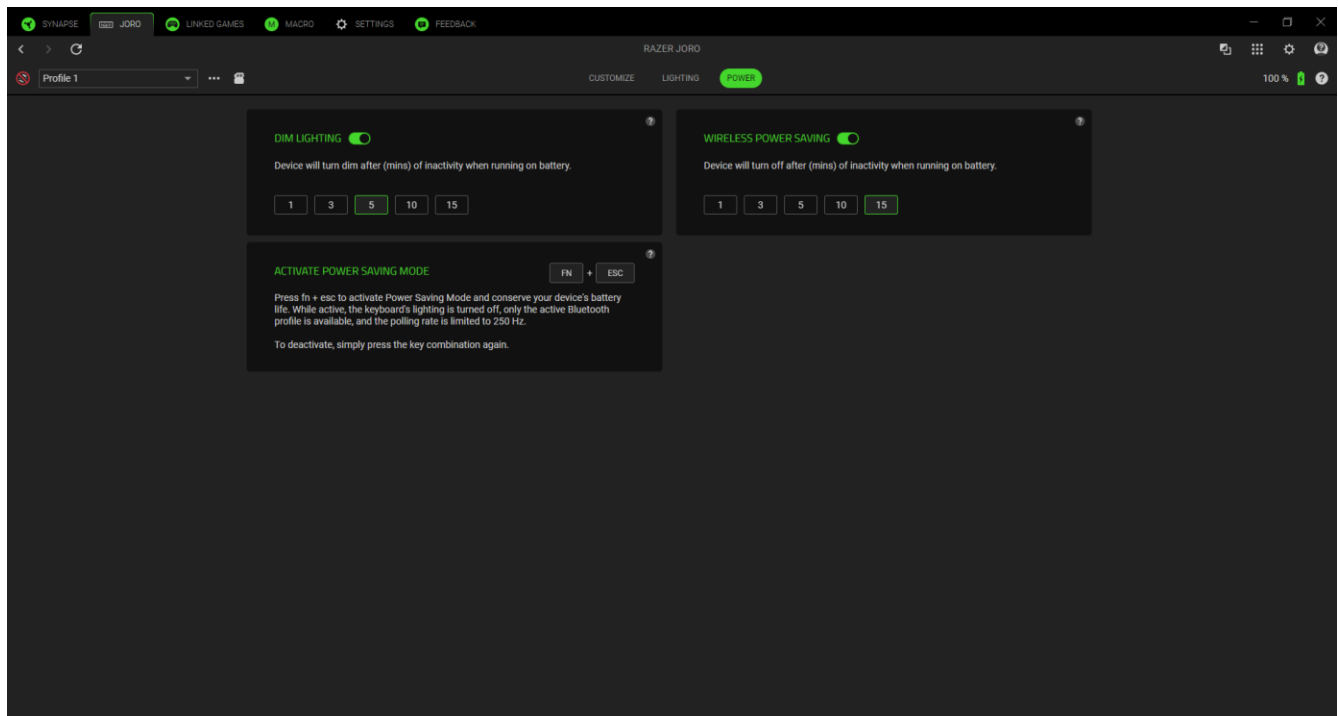 SYNAPSE JORO LINKED GAMES MACRO SETTINGS FEEDBACK
RAZER JORO
Profile 1 CUSTOMIZE LIGHTING POWER 100 %
DIM LIGHTING
Device will turn dim after (mins) of inactivity when running on battery.
1 3 5 10 15
WIRELESS POWER SAVING
Device will turn off after (mins) of inactivity when running on battery.
1 3 5 10 15
ACTIVATE POWER SAVING MODE FN + ESC
Press fn + esc to activate Power Saving Mode and conserve your device's battery
life. While active, the keyboard's lighting is turned off, only the active Bluetooth
profile is available, and the polling rate is limited to 250 Hz.
To deactivate, simply press the key combination again.